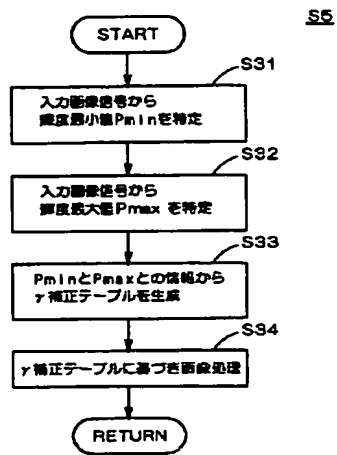 S5
START
S31
入力画像信号から
輝度最小値Pminを特定
S32
入力画像信号から
輝度最大値Pmax を特定
S33
PminとPmaxとの情報から
γ補正テーブルを生成
S34
γ補正テーブルに基づき画像処理
RETURN